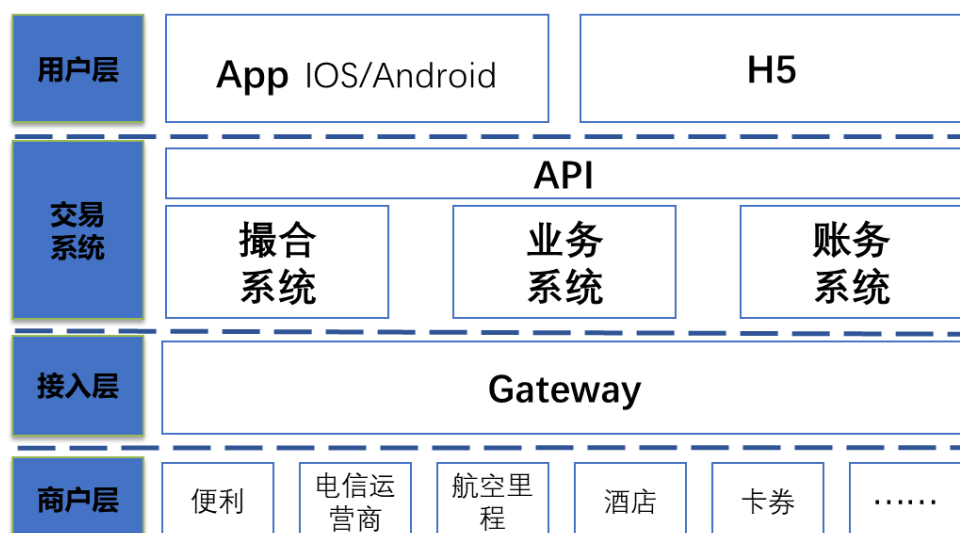 用户层
App IOS/Android
H5
交易
系统
API
撮合
系统
业务
系统
账务
系统
接入层
Gateway
商户层
便利
电信运
营商
航空里
程
酒店
卡券
……